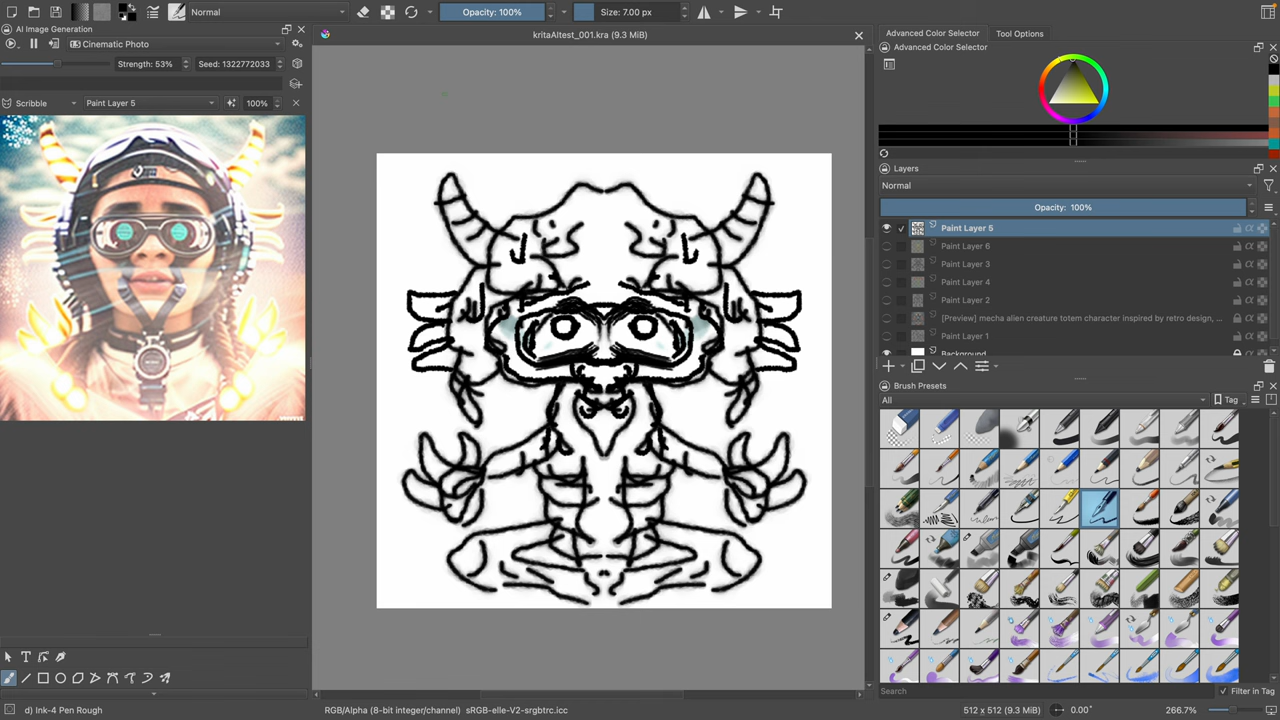 Normal
Opacity: 100%
Size: 7.00 px
AI Image Generation
Cinematic Photo
Strength: 53%
Seed: 1322772033
Scribble
Paint Layer 5
100%
kritaAItest_001.kra (9.3 MiB)
Advanced Color Selector
Tool Options
Advanced Color Selector
Layers
Normal
Opacity: 100%
Paint Layer 5
Paint Layer 6
Paint Layer 3
Paint Layer 4
Paint Layer 2
[Preview] mecha alien creature totem character inspired by retro design, ...
Paint Layer 1
Background
Brush Presets
All
Tag
Search
Filter in Tag
d) Ink-4 Pen Rough
RGB/Alpha (8-bit integer/channel) sRGB-elle-V2-srgbtrc.icc
512 x 512 (9.3 MiB)
0.00°
266.7%